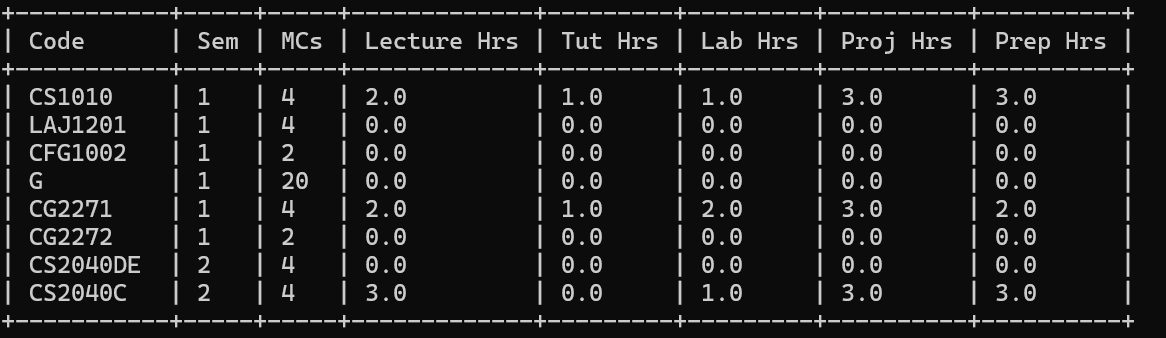 +-------------+-----+-----+-------------+---------+---------+----------+----------+
| Code        | Sem | MCs | Lecture Hrs | Tut Hrs | Lab Hrs | Proj Hrs | Prep Hrs |
+-------------+-----+-----+-------------+---------+---------+----------+----------+
| CS1010      | 1   | 4   | 2.0         | 1.0     | 1.0     | 3.0      | 3.0      |
| LAJ1201     | 1   | 4   | 0.0         | 0.0     | 0.0     | 0.0      | 0.0      |
| CFG1002     | 1   | 2   | 0.0         | 0.0     | 0.0     | 0.0      | 0.0      |
| G           | 1   | 20  | 0.0         | 0.0     | 0.0     | 0.0      | 0.0      |
| CG2271      | 1   | 4   | 2.0         | 1.0     | 2.0     | 3.0      | 2.0      |
| CG2272      | 1   | 2   | 0.0         | 0.0     | 0.0     | 0.0      | 0.0      |
| CS2040DE    | 2   | 4   | 0.0         | 0.0     | 0.0     | 0.0      | 0.0      |
| CS2040C     | 2   | 4   | 3.0         | 0.0     | 1.0     | 3.0      | 3.0      |
+-------------+-----+-----+-------------+---------+---------+----------+----------+